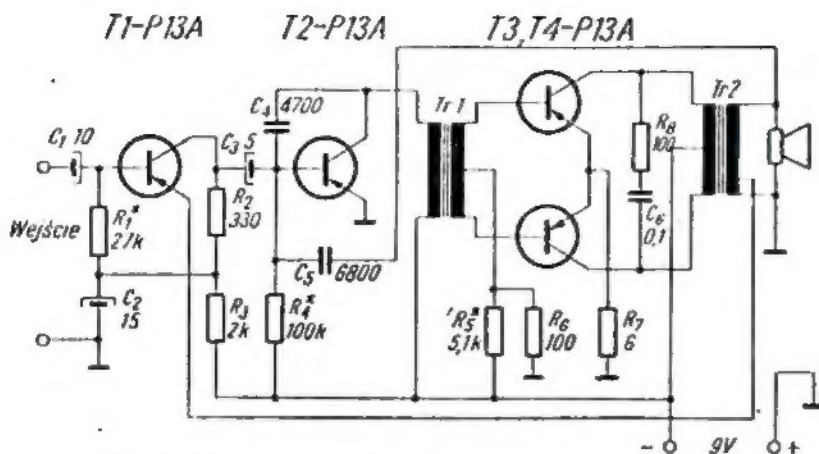 T1-P13A
T2-P13A
T3, T4-P13A
C1 10
C3 5
C4 4700
Tr 1
Tr 2
R8
100
C6
0,1
Wejście
R1*
27k
R2
330
C5
6800
C2
15
R3
2k
R4*
100k
R5*
5,1k
R6
100
R7
6
- 9V +